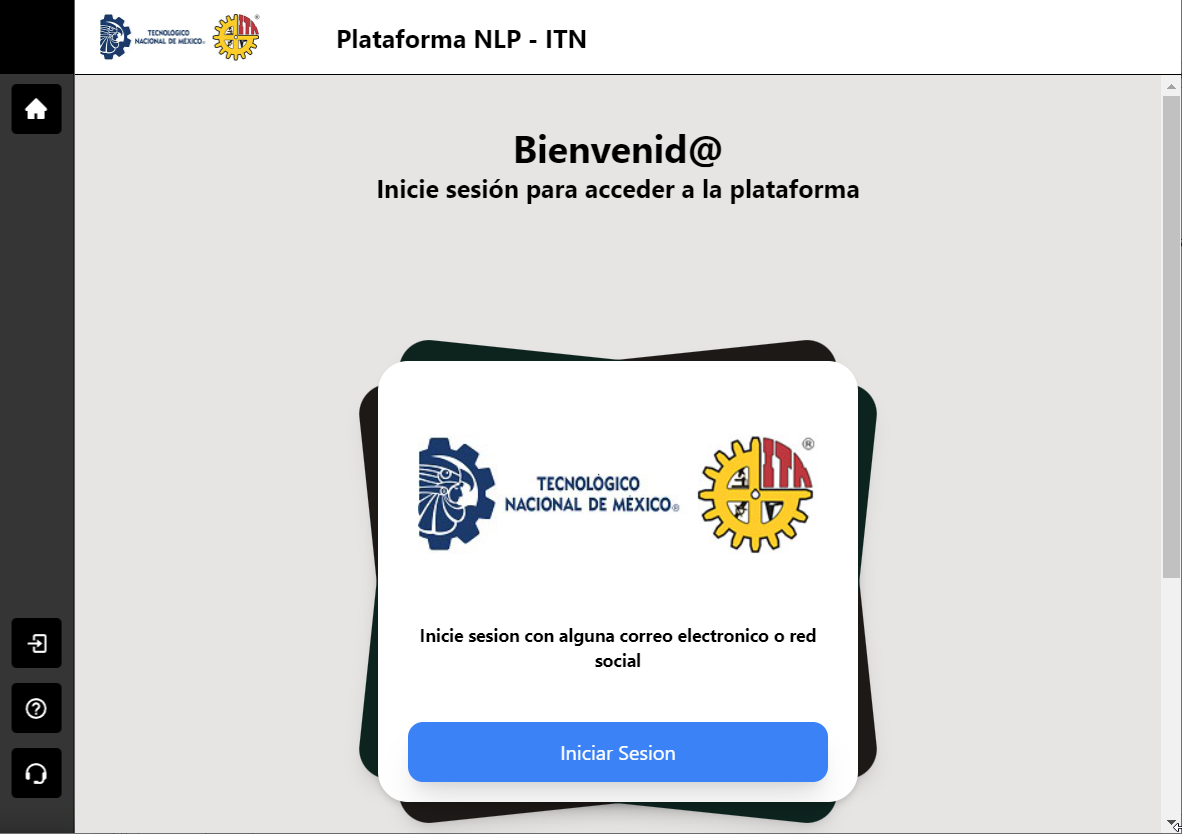 TECNOLÓGICO
NACIONAL DE MÉXICO®
ITN
®
Plataforma NLP - ITN
Bienvenid@
Inicie sesión para acceder a la plataforma
TECNOLÓGICO
NACIONAL DE MÉXICO®
ITN
®
Inicie sesion con alguna correo electronico o red
social
Iniciar Sesion